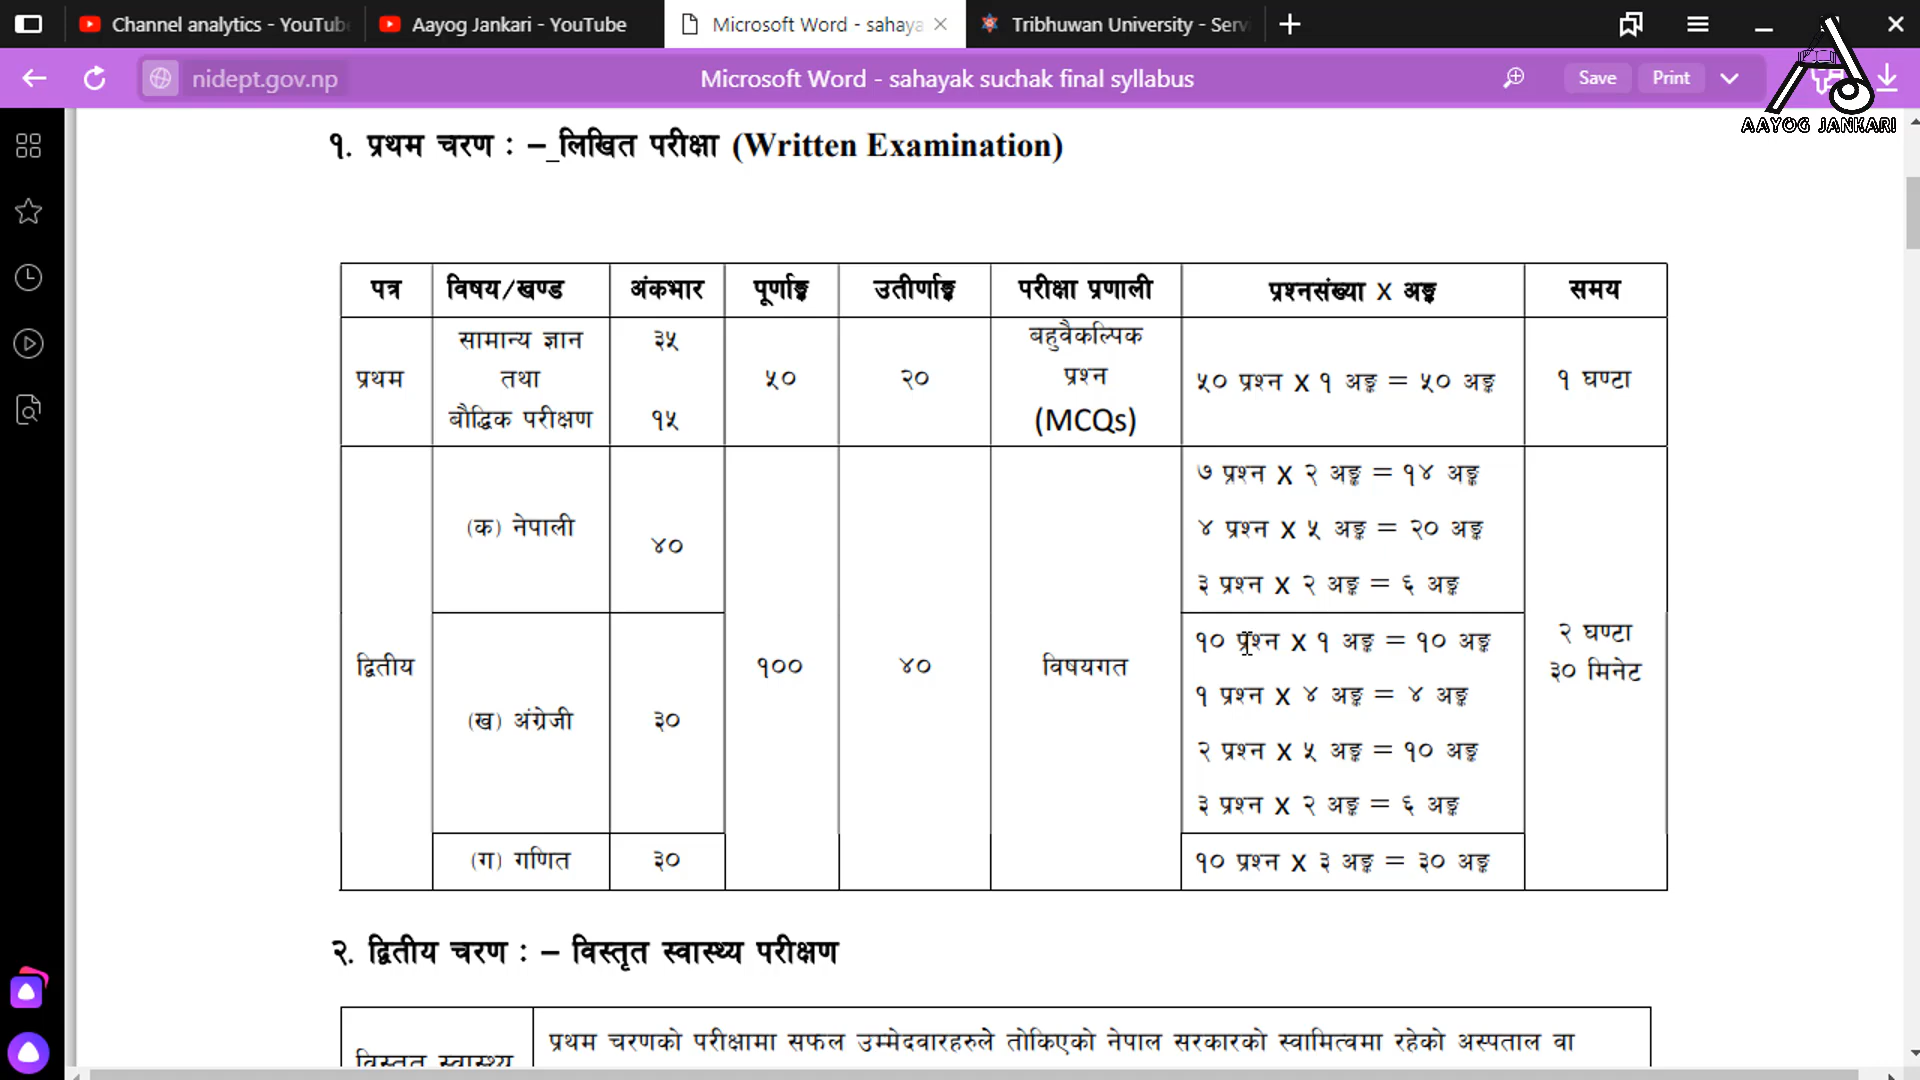 Channel analytics - YouTub
Aayog Jankari - YouTube
Microsoft Word - sahaya
Tribhuwan University - Serv
nidept.gov.np
Microsoft Word - sahayak suchak final syllabus
Save
Print
AAYOG JANKARI
१. प्रथम चरण : – लिखित परीक्षा (Written Examination)
पत्र विषय/खण्ड अंकभार पूर्णाङ्क उतीर्णाङ्क परीक्षा प्रणाली प्रश्नसंख्या X अङ्क समय
प्रथम
सामान्य ज्ञान
तथा
बौद्धिक परीक्षण
३५
१५
५०
२०
बहुवैकल्पिक
प्रश्न
(MCQs)
५० प्रश्न X १ अङ्क = ५० अङ्क
१ घण्टा
द्वितीय
(क) नेपाली
४०
१००
४०
विषयगत
७ प्रश्न X २ अङ्क = १४ अङ्क
४ प्रश्न X ५ अङ्क = २० अङ्क
३ प्रश्न X २ अङ्क = ६ अङ्क
२ घण्टा
३० मिनेट
(ख) अंग्रेजी
३०
१० प्रश्न X १ अङ्क = १० अङ्क
१ प्रश्न X ४ अङ्क = ४ अङ्क
२ प्रश्न X ५ अङ्क = १० अङ्क
३ प्रश्न X २ अङ्क = ६ अङ्क
(ग) गणित
३०
१० प्रश्न X ३ अङ्क = ३० अङ्क
२. द्वितीय चरण : – विस्तृत स्वास्थ्य परीक्षण
विस्तृत स्वास्थ्य
प्रथम चरणको परीक्षामा सफल उम्मेदवारहरुले तोकिएको नेपाल सरकारको स्वामित्वमा रहेको अस्पताल वा